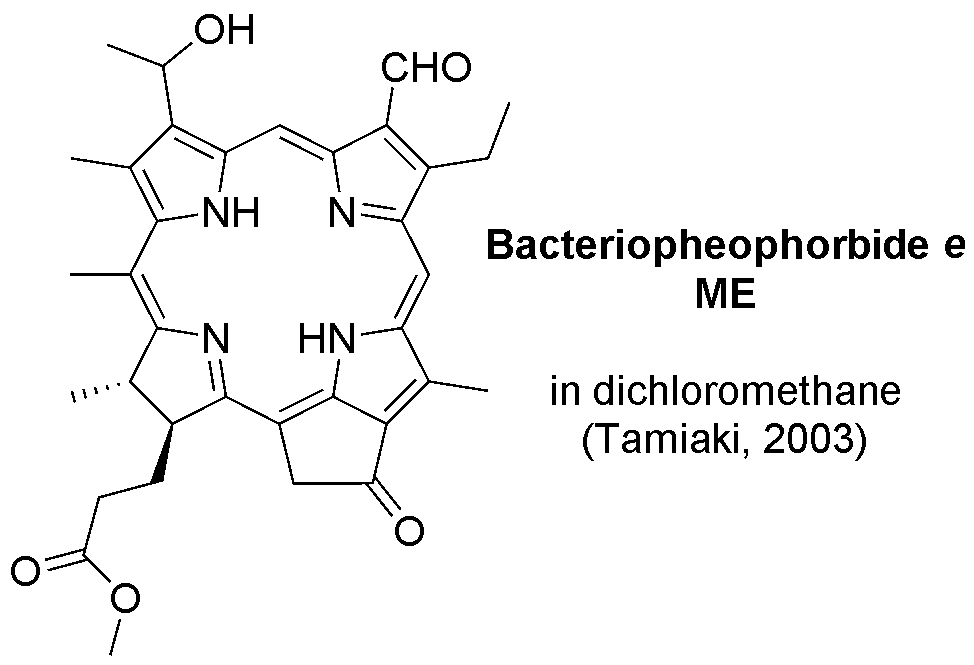 OH
CHO
NH
N
N
HN
O
O
O
Bacteriopheophorbide e
ME
in dichloromethane
(Tamiaki, 2003)